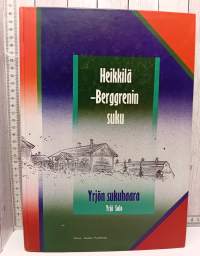 Heikkilä
–Berggrenin
suku
Yrjön sukuhaara
Yrjö Salo